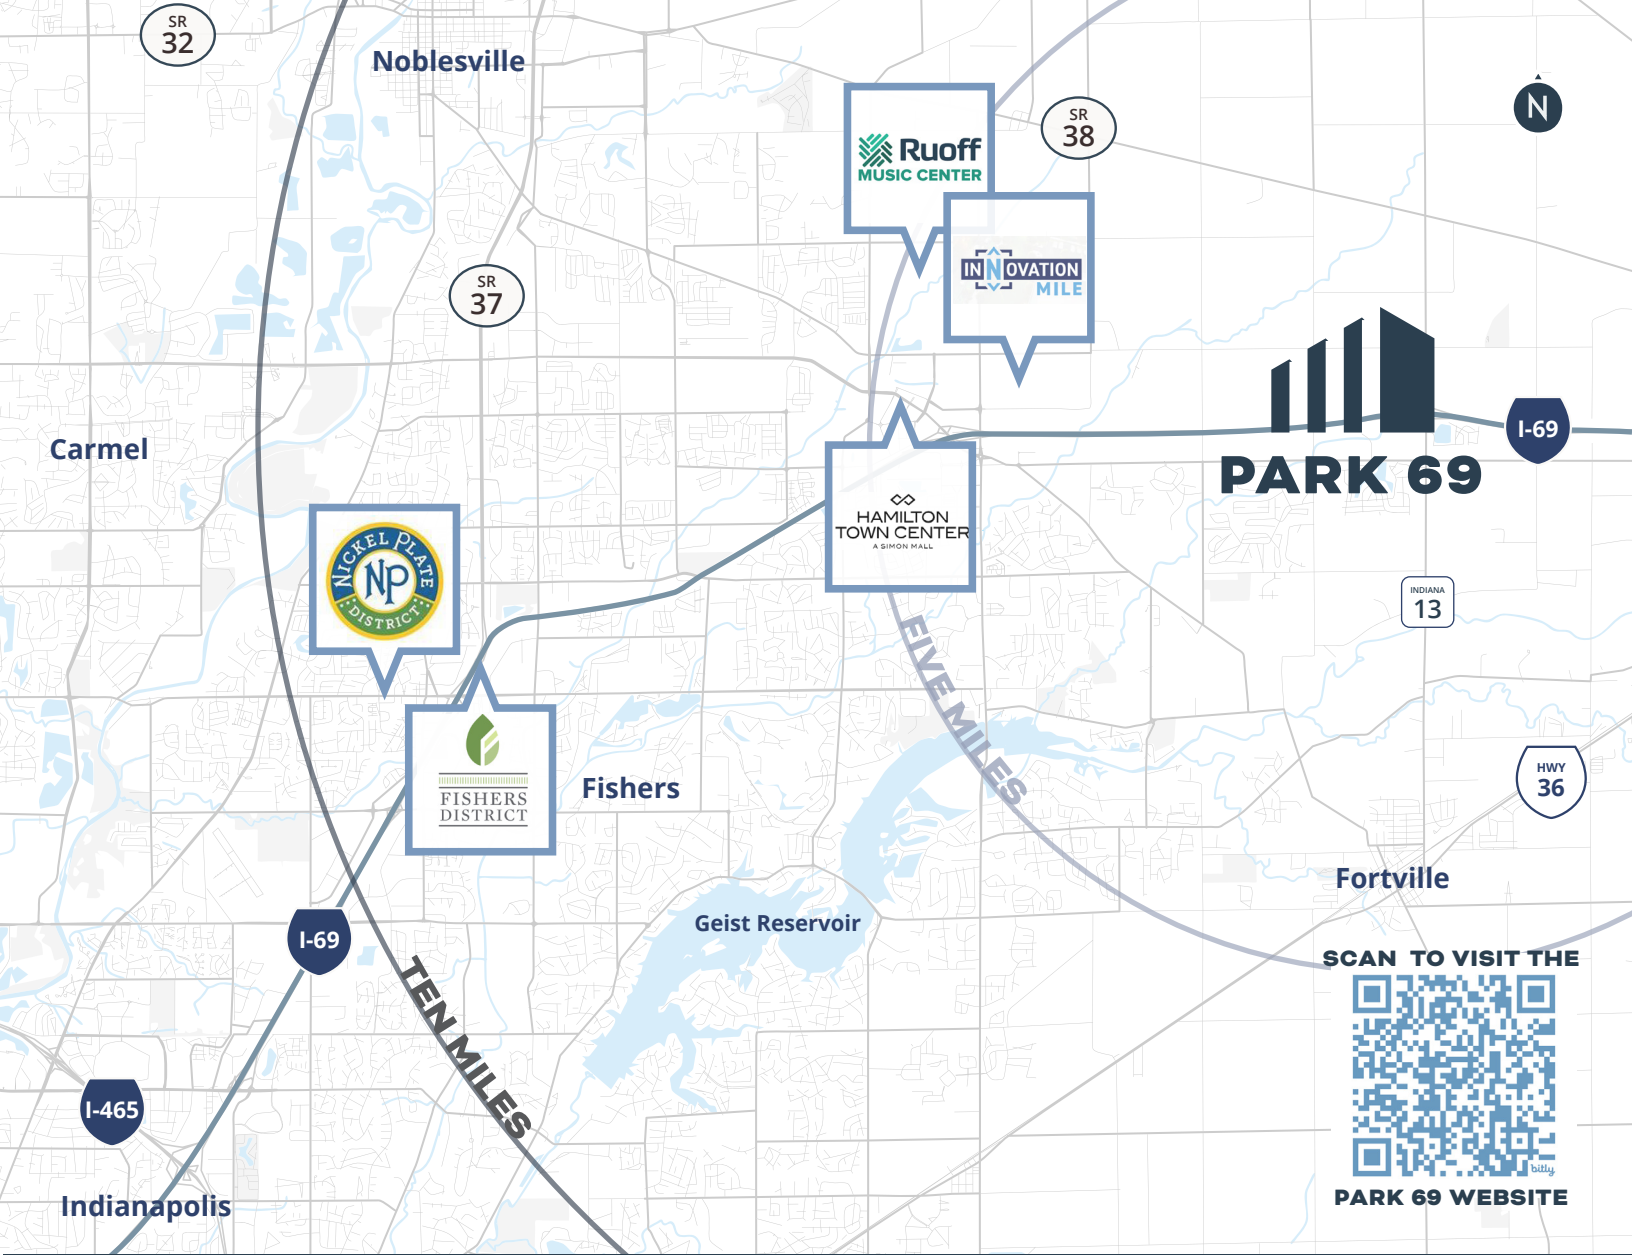 SR
32
Noblesville
Ruoff
MUSIC CENTER
SR
38
N
INNOVATION
MILE
SR
37
Carmel
I-69
PARK 69
HAMILTON
TOWN CENTER
A SIMON MALL
NICKEL PLATE
NP
DISTRICT
INDIANA
13
FIVE MILES
FISHERS
DISTRICT
Fishers
HWY
36
Fortville
Geist Reservoir
I-69
TEN MILES
SCAN TO VISIT THE
bitly
PARK 69 WEBSITE
I-465
Indianapolis